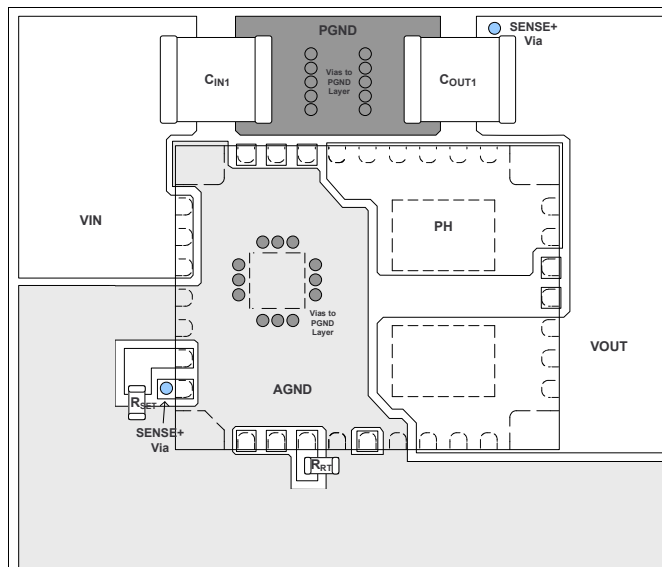 PGND
SENSE+
Via
CIN1
Vias to
PGND
Layer
COUT1
VIN
PH
Vias to
PGND
Layer
VOUT
AGND
RSET
SENSE+
Via
RRT